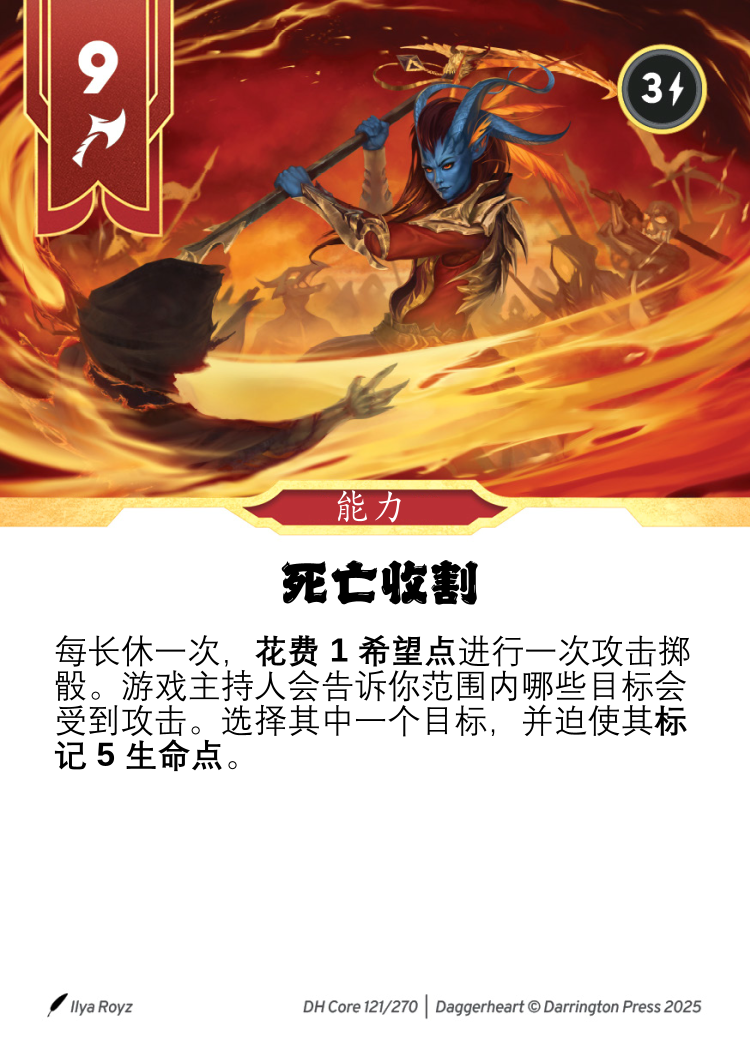 9
3
能力
死亡收割
每长休一次，花费 1 希望点进行一次攻击掷
骰。游戏主持人会告诉你范围内哪些目标会
受到攻击。选择其中一个目标，并迫使其标
记 5 生命点。
Ilya Royz
DH Core 121/270 | Daggerheart © Darrington Press 2025